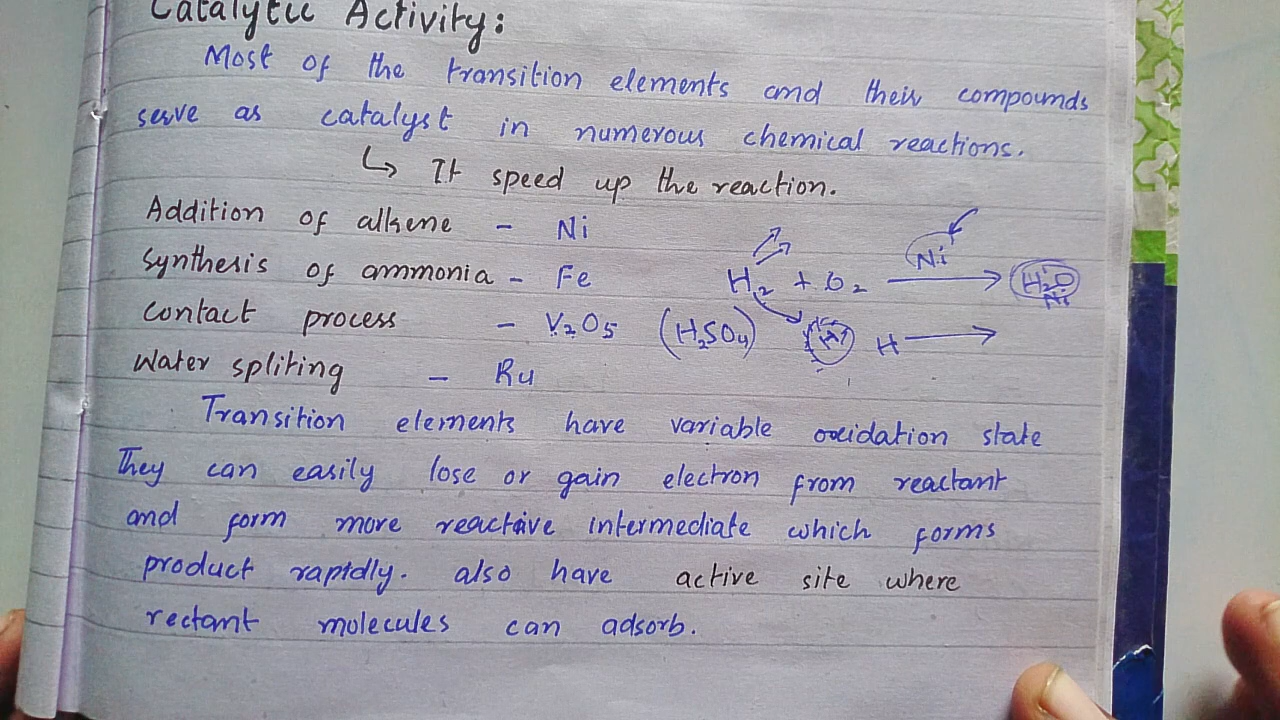 Catalytic Activity:
Most of the transition elements and their compounds
serve as catalyst in numerous chemical reactions.
↳ It speed up the reaction.
Addition of alkene - Ni
Synthesis of ammonia - Fe
H₂ + O₂ Ni → H₂O
Ni
Contact process - V₂O₅ (H₂SO₄)
H →
Water spliting - Ru
Transition elements have variable oxidation state
They can easily lose or gain electron from reactant
and form more reactive intermediate which forms
product raptdly. also have active site where
rectant molecules can adsorb.